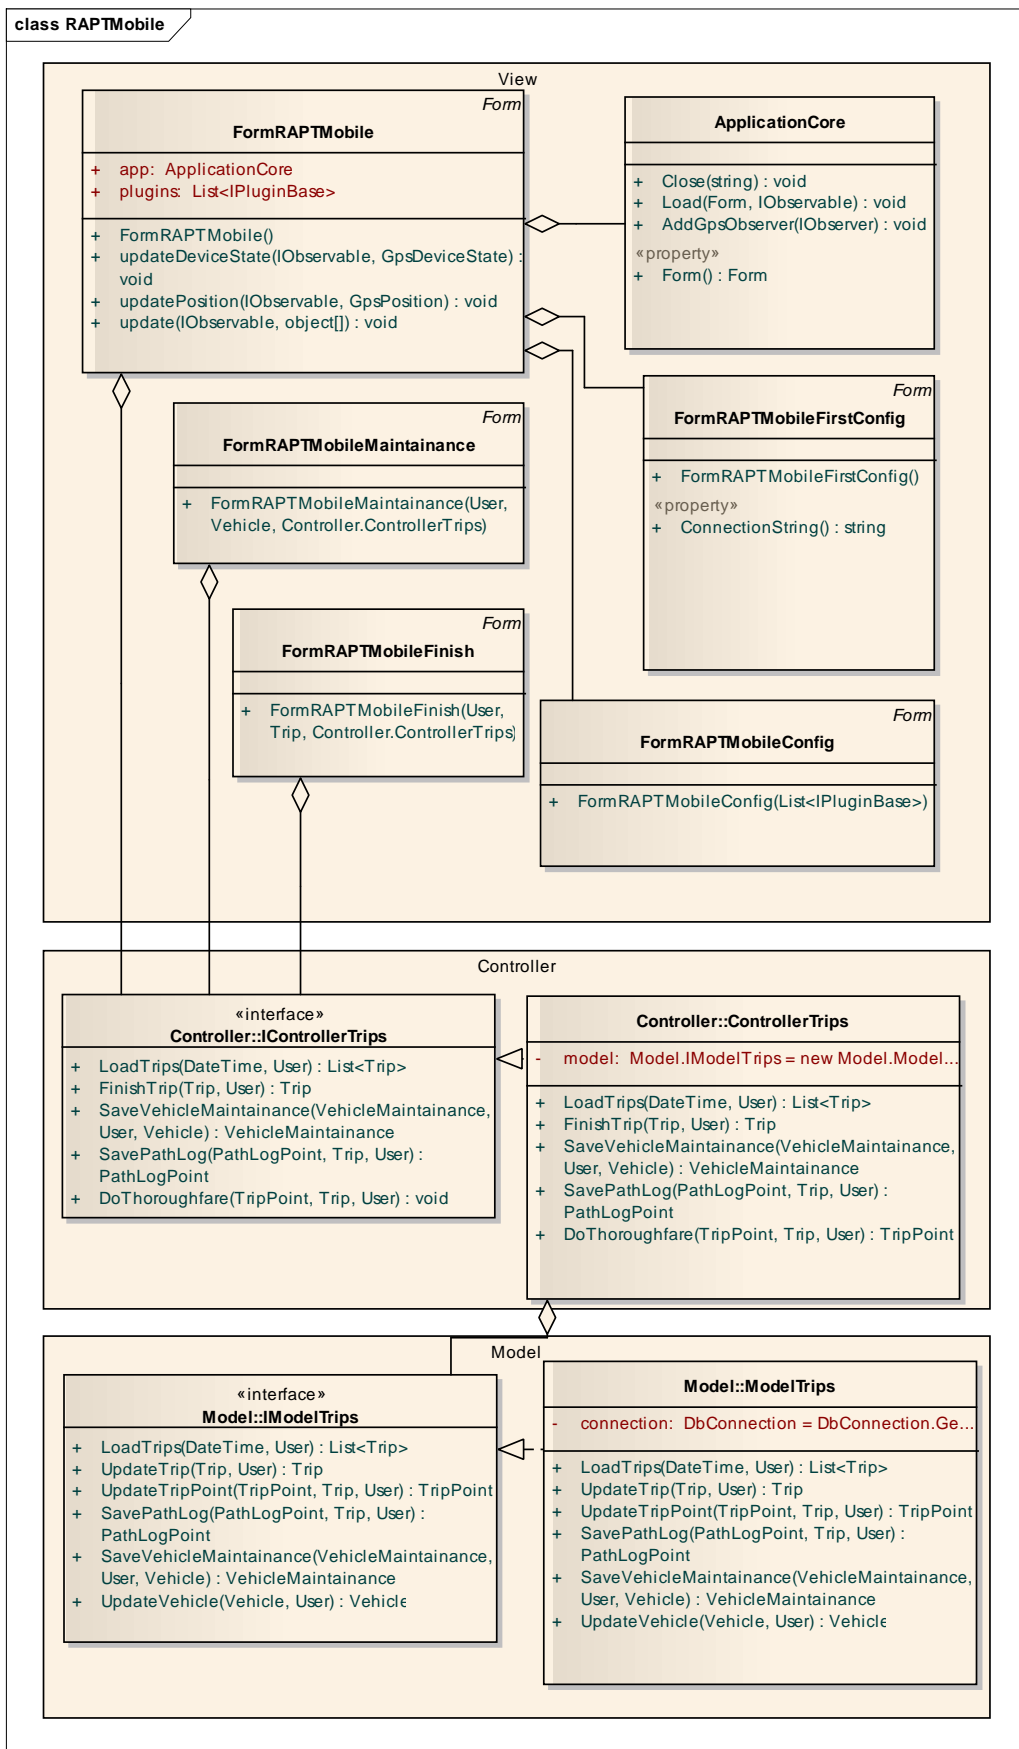 class RAPTMobile
View
Form
FormRAPTMobile
+ app: ApplicationCore
+ plugins: List<IPluginBase>
+ FormRAPTMobile()
+ updateDeviceState(IObservable, GpsDeviceState) :
void
+ updatePosition(IObservable, GpsPosition) : void
+ update(IObservable, object[]) : void
ApplicationCore
+ Close(string) : void
+ Load(Form, IObservable) : void
+ AddGpsObserver(IObserver) : void
«property»
+ Form() : Form
Form
FormRAPTMobileFirstConfig
+ FormRAPTMobileFirstConfig()
«property»
+ ConnectionString() : string
Form
FormRAPTMobileMaintainance
+ FormRAPTMobileMaintainance(User,
Vehicle, Controller.ControllerTrips)
Form
FormRAPTMobileFinish
+ FormRAPTMobileFinish(User,
Trip, Controller.ControllerTrips)
Form
FormRAPTMobileConfig
+ FormRAPTMobileConfig(List<IPluginBase>)
Controller
«interface»
Controller::IControllerTrips
+ LoadTrips(DateTime, User) : List<Trip>
+ FinishTrip(Trip, User) : Trip
+ SaveVehicleMaintainance(VehicleMaintainance,
User, Vehicle) : VehicleMaintainance
+ SavePathLog(PathLogPoint, Trip, User) :
PathLogPoint
+ DoThoroughfare(TripPoint, Trip, User) : void
Controller::ControllerTrips
- model: Model.IModelTrips = new Model.Model...
+ LoadTrips(DateTime, User) : List<Trip>
+ FinishTrip(Trip, User) : Trip
+ SaveVehicleMaintainance(VehicleMaintainance,
User, Vehicle) : VehicleMaintainance
+ SavePathLog(PathLogPoint, Trip, User) :
PathLogPoint
+ DoThoroughfare(TripPoint, Trip, User) : TripPoint
Model
«interface»
Model::IModelTrips
+ LoadTrips(DateTime, User) : List<Trip>
+ UpdateTrip(Trip, User) : Trip
+ UpdateTripPoint(TripPoint, Trip, User) : TripPoint
+ SavePathLog(PathLogPoint, Trip, User) :
PathLogPoint
+ SaveVehicleMaintainance(VehicleMaintainance,
User, Vehicle) : VehicleMaintainance
+ UpdateVehicle(Vehicle, User) : Vehicle
Model::ModelTrips
- connection: DbConnection = DbConnection.Ge...
+ LoadTrips(DateTime, User) : List<Trip>
+ UpdateTrip(Trip, User) : Trip
+ UpdateTripPoint(TripPoint, Trip, User) : TripPoint
+ SavePathLog(PathLogPoint, Trip, User) :
PathLogPoint
+ SaveVehicleMaintainance(VehicleMaintainance,
User, Vehicle) : VehicleMaintainance
+ UpdateVehicle(Vehicle, User) : Vehicle